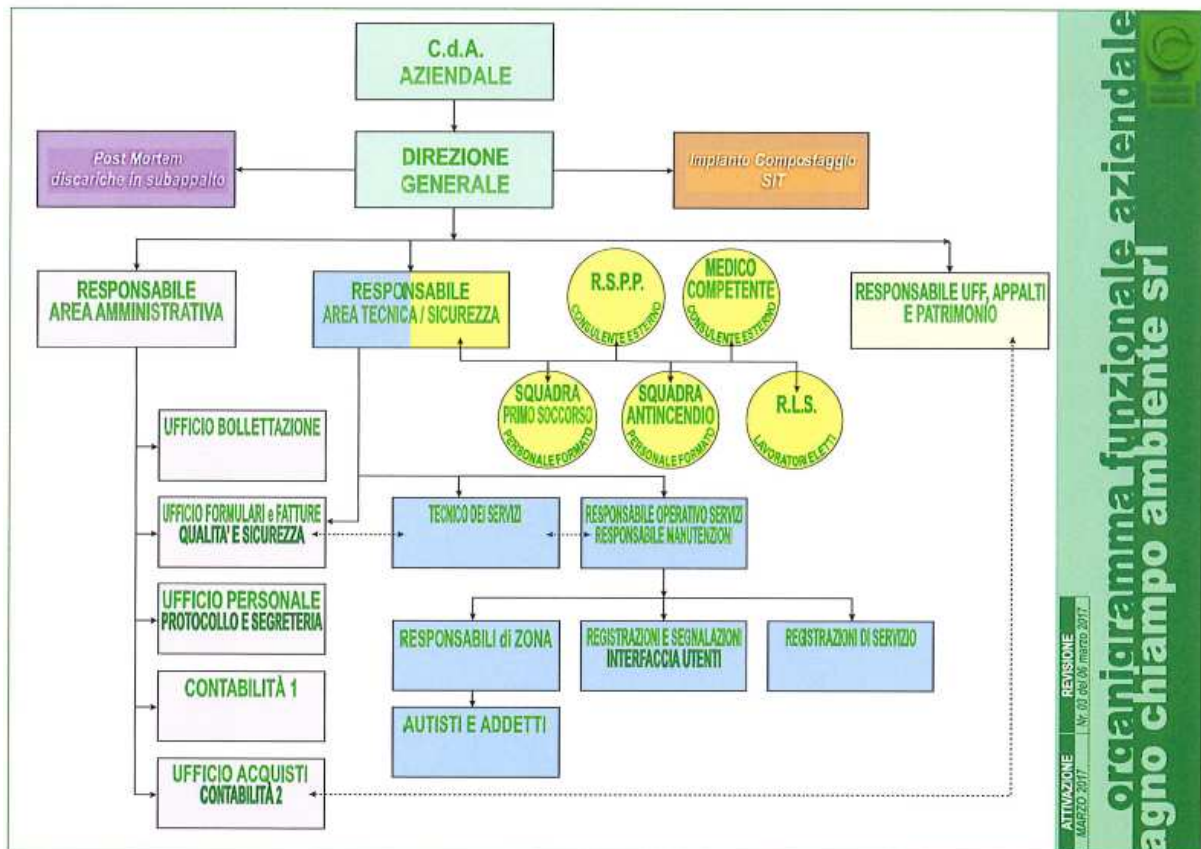 C.d.A.
AZIENDALE
Post Mortem
discariche in subappalto
DIREZIONE
GENERALE
Impianto Compostaggio
SIT
RESPONSABILE
AREA AMMINISTRATIVA
RESPONSABILE
AREA TECNICA / SICUREZZA
R.S.P.P.
CONSULENTE ESTERNO
MEDICO
COMPETENTE
CONSULENTE ESTERNO
RESPONSABILE UFF, APPALTI
E PATRIMONIO
SQUADRA
PRIMO SOCCORSO
PERSONALE FORMATO
SQUADRA
ANTINCENDIO
PERSONALE FORMATO
R.L.S.
LAVORATORI ELETTI
UFFICIO BOLLETTAZIONE
UFFICIO FORMULARI e FATTURE
QUALITA' E SICUREZZA
TECNICO DEI SERVIZI
RESPONSABILE OPERATIVO SERVIZI
RESPONSABILE MANUTENZIONI
UFFICIO PERSONALE
PROTOCOLLO E SEGRETERIA
RESPONSABILI di ZONA
REGISTRAZIONI E SEGNALAZIONI
INTERFACCIA UTENTI
REGISTRAZIONI DI SERVIZIO
CONTABILITÀ 1
AUTISTI E ADDETTI
UFFICIO ACQUISTI
CONTABILITÀ 2
organigramma funzionale aziendale
agno chiampo ambiente srl
ATTIVAZIONE
MARZO 2017
REVISIONE
Nr. 03 del 06 marzo 2017